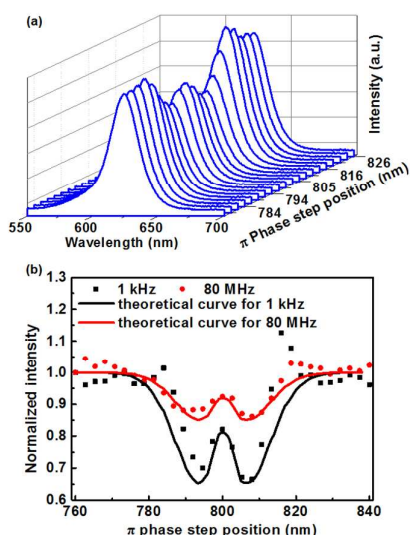 (a)
Intensity (a.u.)
550
600
650
700
Wavelength (nm)
784
794
805
816
826
π Phase step position (nm)
(b)
1.3
1.2
1.1
1.0
0.9
0.8
0.7
0.6
Normalized intensity
1 kHz
80 MHz
theoretical curve for 1 kHz
theoretical curve for 80 MHz
760
780
800
820
840
π phase step position (nm)